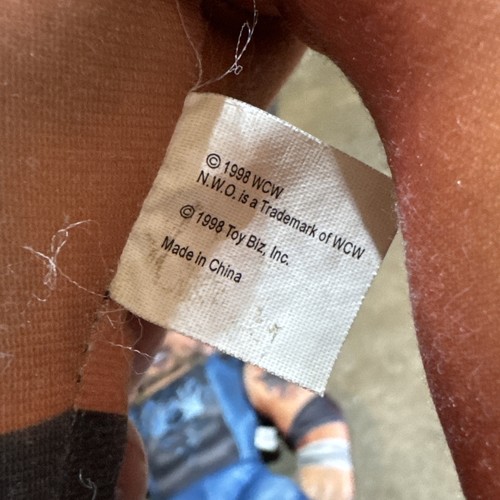 © 1998 WCW
N.W.O. is a Trademark of WCW
© 1998 Toy Biz, Inc.
Made in China